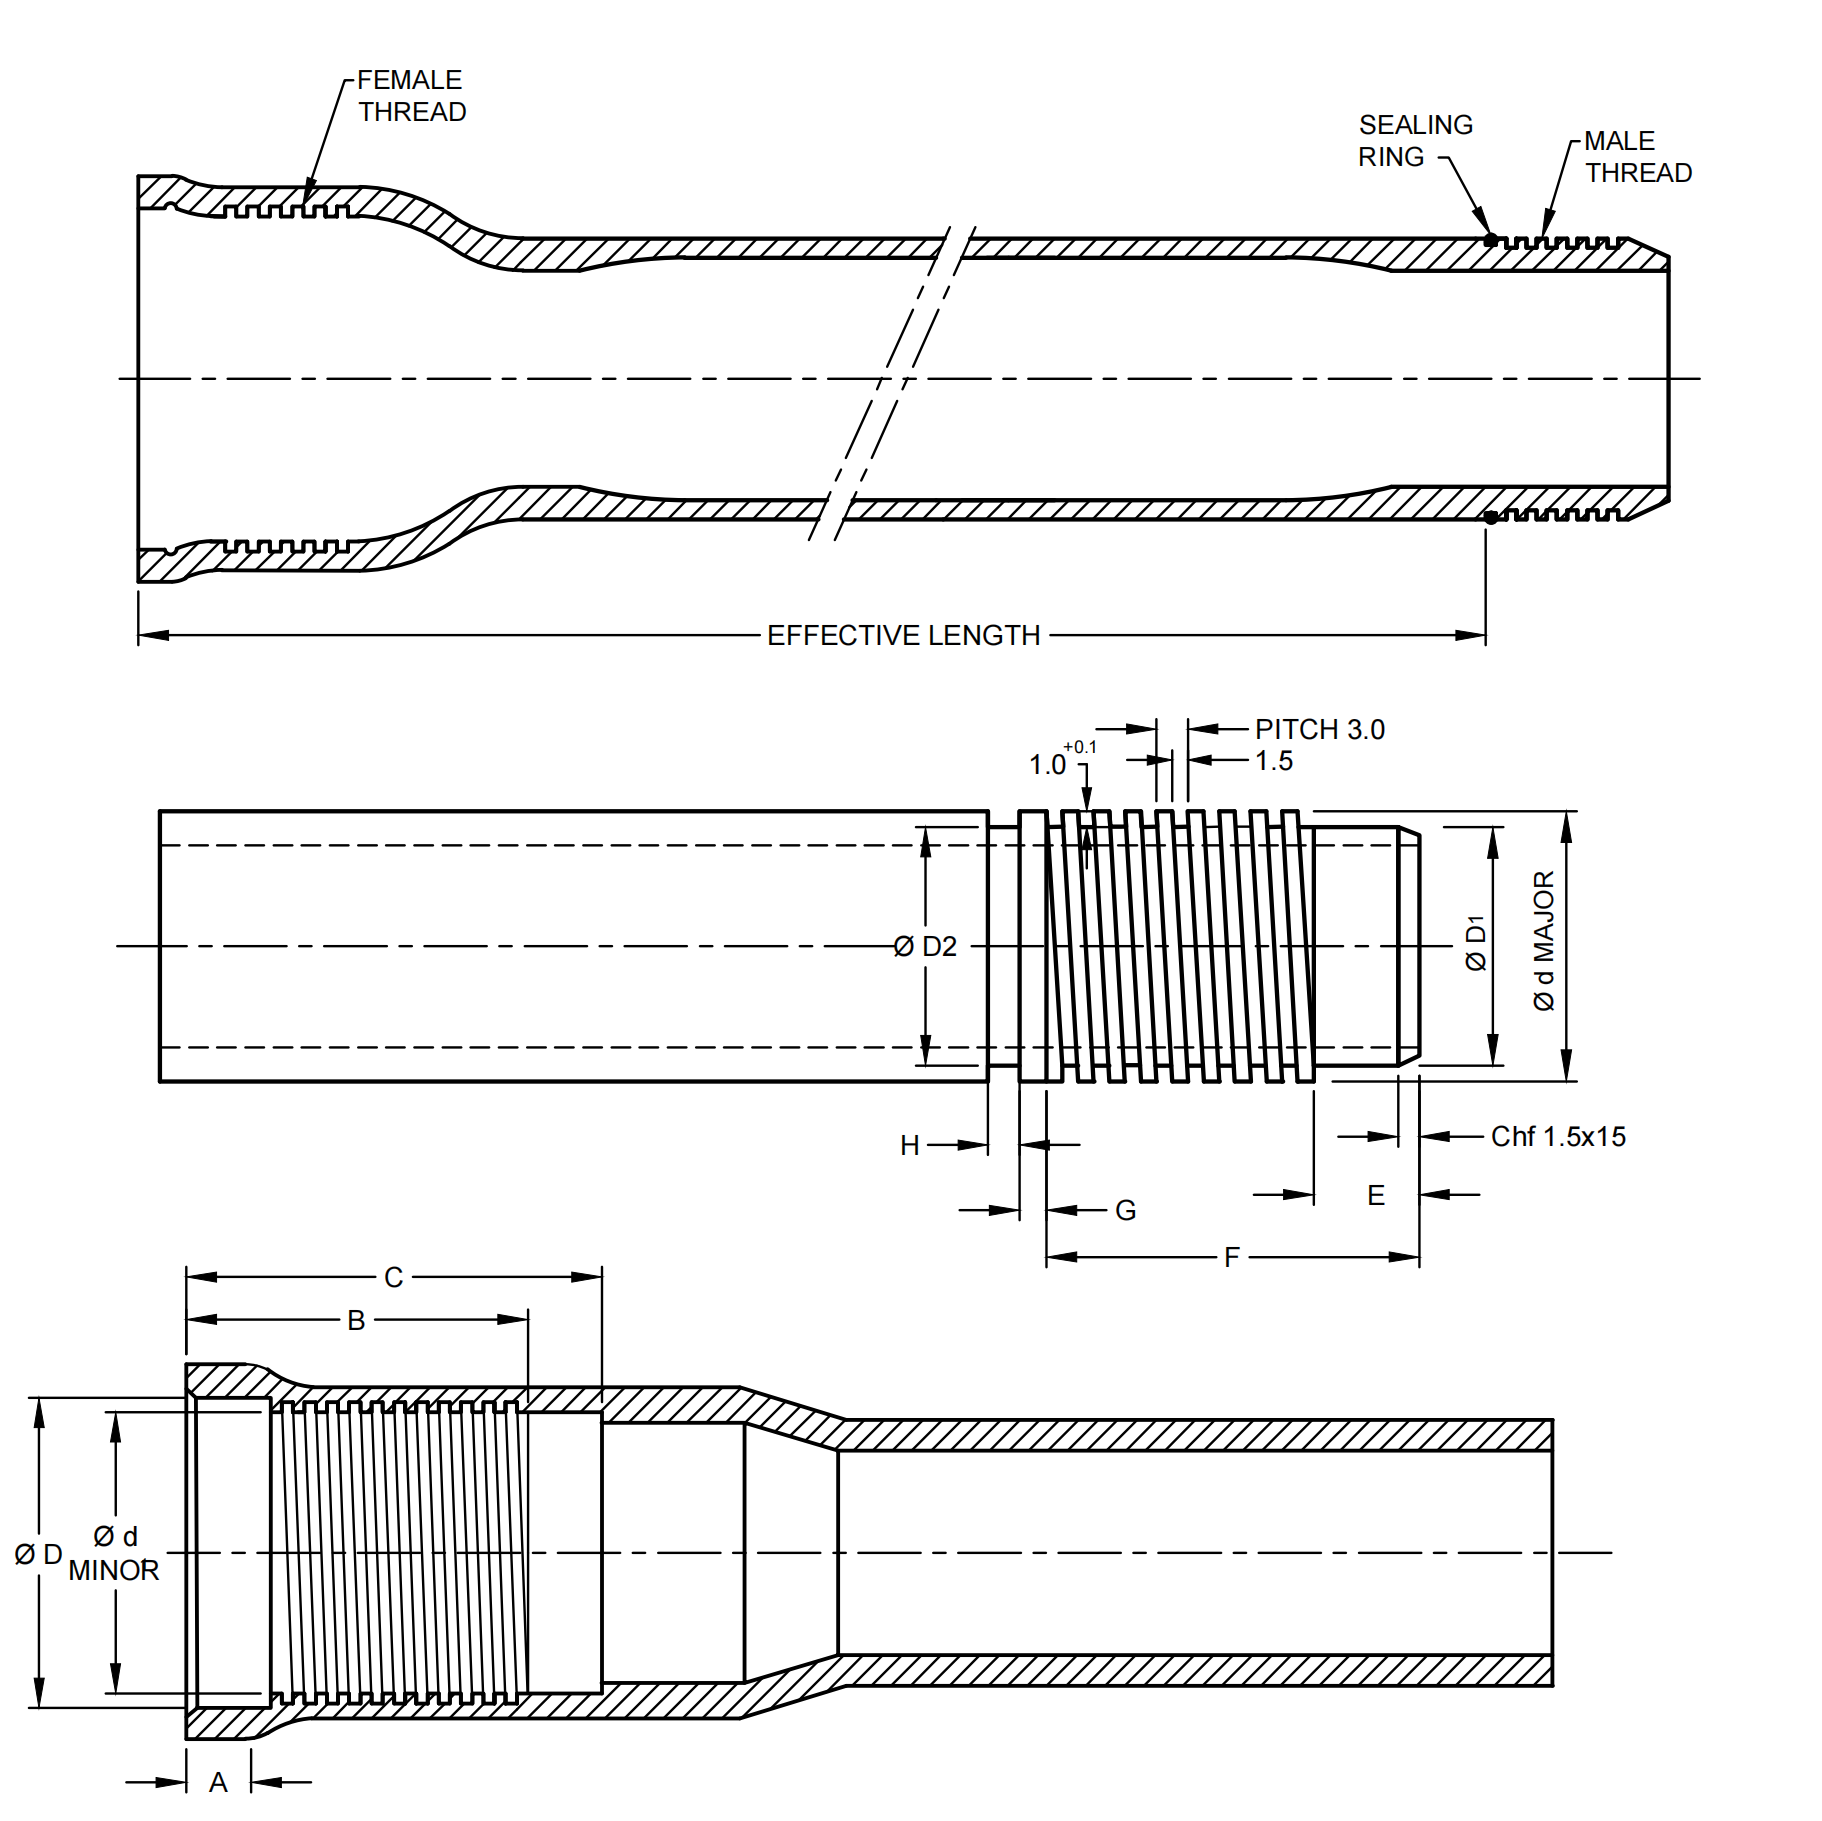 FEMALE
THREAD
SEALING
RING
MALE
THREAD
EFFECTIVE LENGTH
PITCH 3.0
1.0 +0.1
1.5
Ø D2
Ø D1
Ø d MAJOR
H
Chf 1.5x15
E
G
F
C
B
Ø D
Ø d
MINOR
A